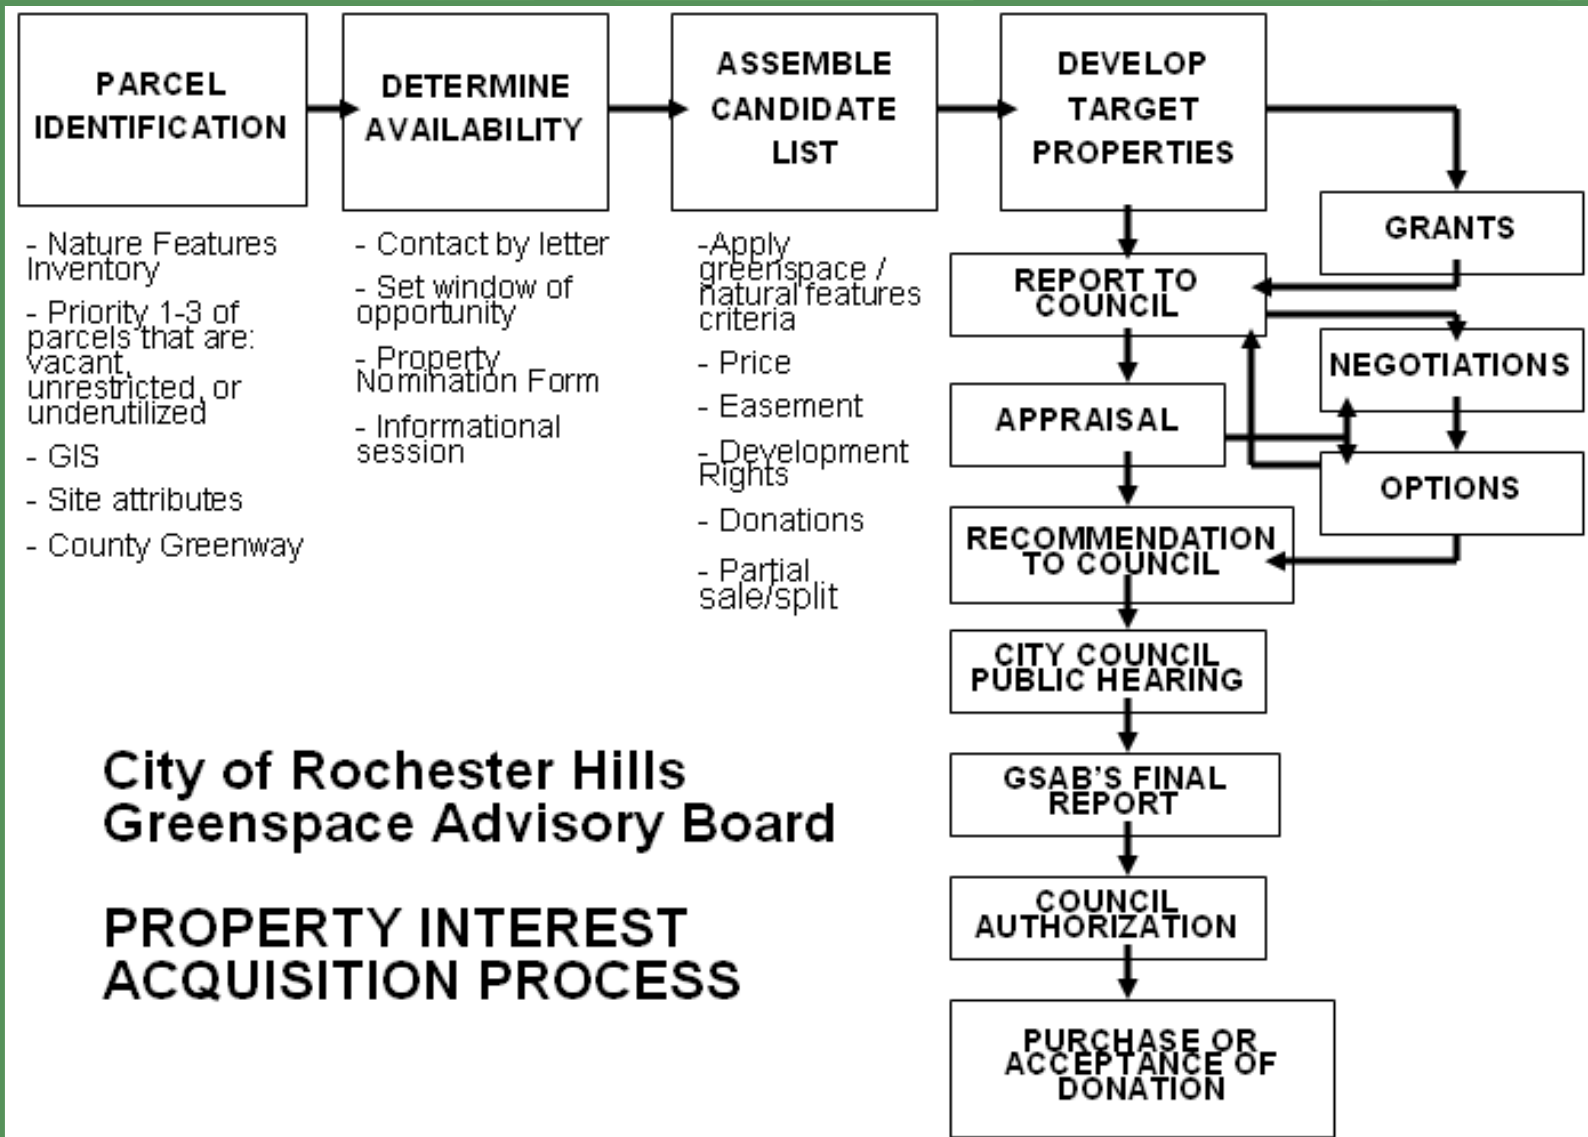 PARCEL
IDENTIFICATION
- Nature Features
Inventory
- Priority 1-3 of
parcels that are:
vacant,
unrestricted, or
underutilized
- GIS
- Site attributes
- County Greenway
DETERMINE
AVAILABILITY
- Contact by letter
- Set window of
opportunity
- Property
Nomination Form
- Informational
session
ASSEMBLE
CANDIDATE
LIST
-Apply
greenspace /
natural features
criteria
- Price
- Easement
- Development
Rights
- Donations
- Partial
sale/split
DEVELOP
TARGET
PROPERTIES
GRANTS
REPORT TO
COUNCIL
NEGOTIATIONS
APPRAISAL
OPTIONS
RECOMMENDATION
TO COUNCIL
CITY COUNCIL
PUBLIC HEARING
GSAB'S FINAL
REPORT
COUNCIL
AUTHORIZATION
PURCHASE OR
ACCEPTANCE OF
DONATION
City of Rochester Hills
Greenspace Advisory Board
PROPERTY INTEREST
ACQUISITION PROCESS